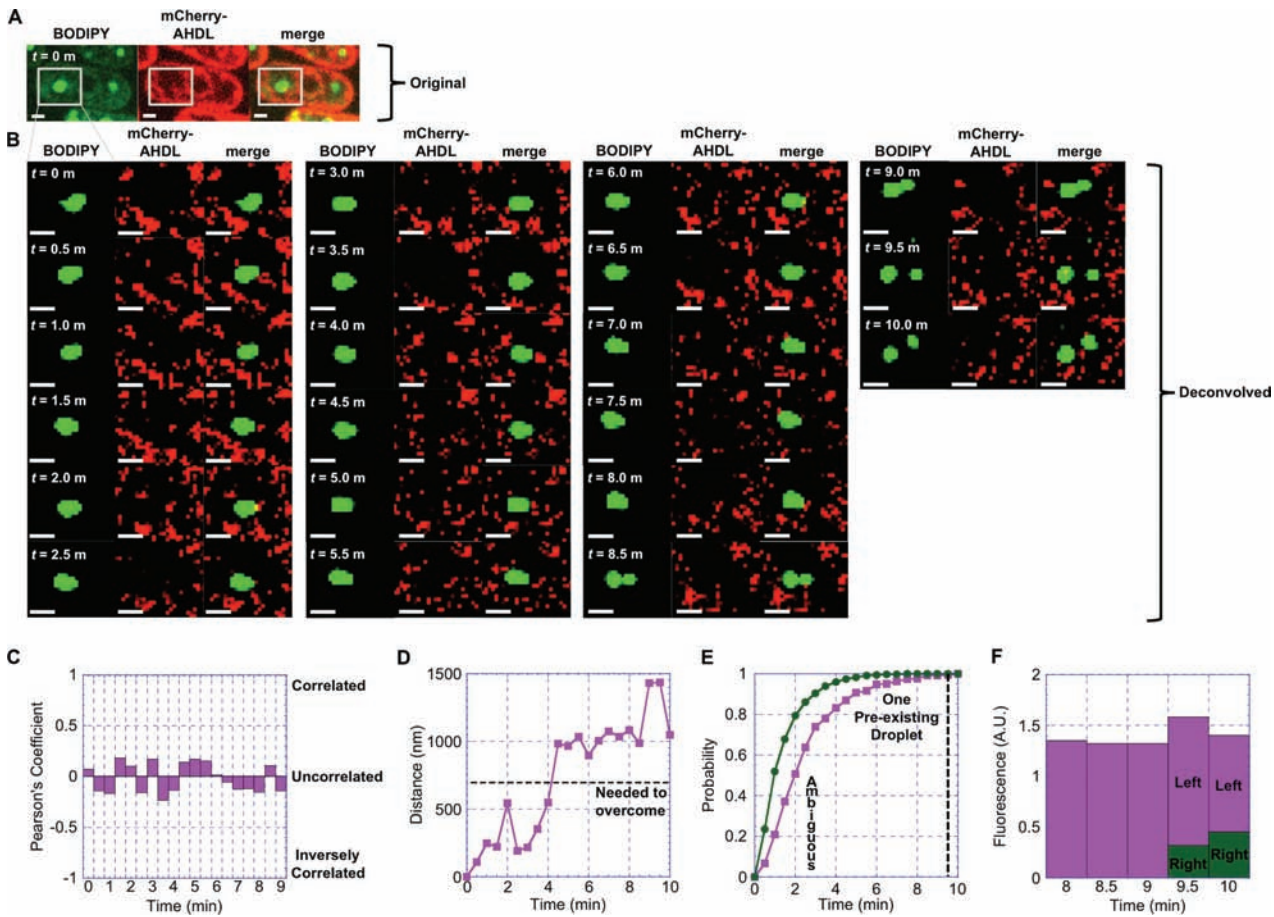 A
BODIPY
mCherry-
AHDL
merge
t = 0 m
Original
B
BODIPY
mCherry-
AHDL
merge
t = 0 m
t = 0.5 m
t = 1.0 m
t = 1.5 m
t = 2.0 m
t = 2.5 m
BODIPY
mCherry-
AHDL
merge
t = 3.0 m
t = 3.5 m
t = 4.0 m
t = 4.5 m
t = 5.0 m
t = 5.5 m
BODIPY
mCherry-
AHDL
merge
t = 6.0 m
t = 6.5 m
t = 7.0 m
t = 7.5 m
t = 8.0 m
t = 8.5 m
BODIPY
mCherry-
AHDL
merge
t = 9.0 m
t = 9.5 m
t = 10.0 m
Deconvolved
C
Pearson's Coefficient
1
0.5
0
-0.5
-1
Correlated
Uncorrelated
Inversely
Correlated
0 1 2 3 4 5 6 7 8 9
Time (min)
D
Distance (nm)
1500
1000
500
0
Needed to
overcome
0 2 4 6 8 10
Time (min)
E
Probability
1
0.8
0.6
0.4
0.2
0
Ambiguous
One
Pre-existing
Droplet
0 2 4 6 8 10
Time (min)
F
Fluorescence (A.U.)
2
1.5
1
0.5
0
Left
Left
Right
Right
8 8.5 9 9.5 10
Time (min)